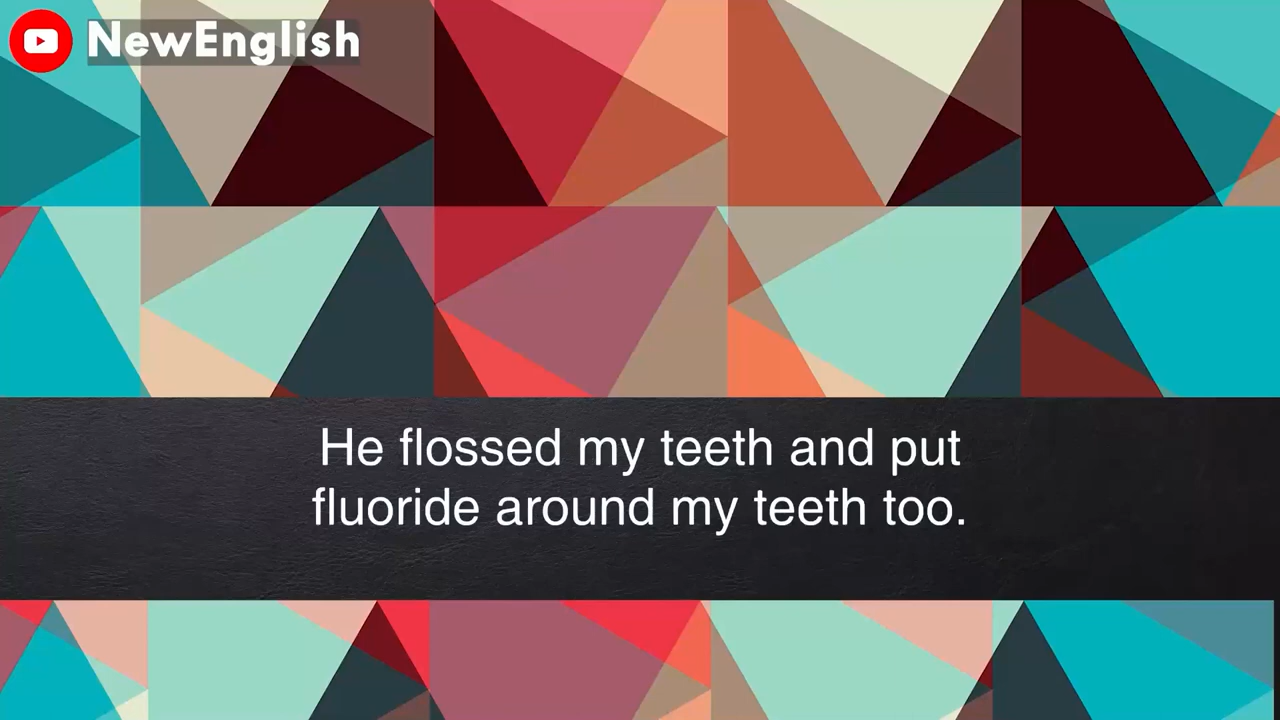 NewEnglish
He flossed my teeth and put
fluoride around my teeth too.